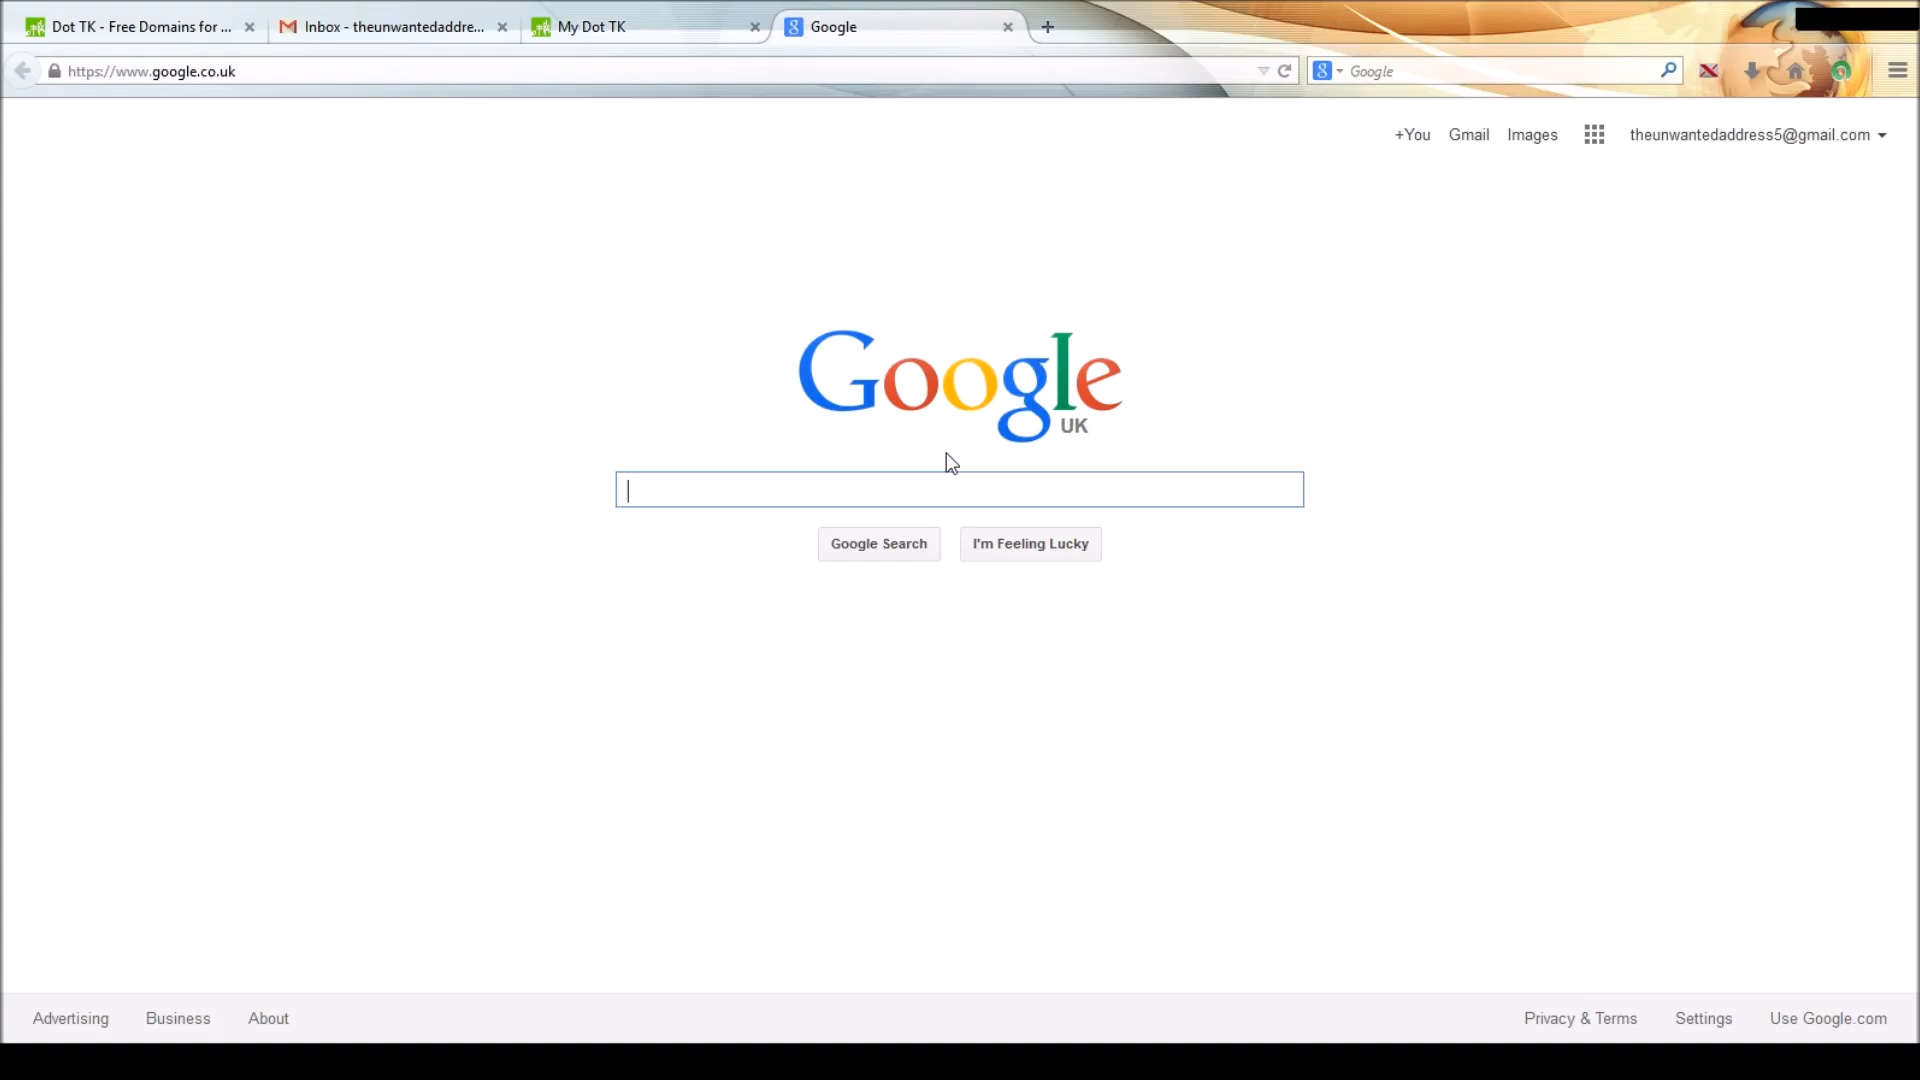 Dot TK - Free Domains for ...
Inbox - theunwantedaddre...
My Dot TK
Google
https://www.google.co.uk
Google
+You
Gmail
Images
theunwantedaddress5@gmail.com
Google
UK
Google Search
I'm Feeling Lucky
Advertising
Business
About
Privacy & Terms
Settings
Use Google.com